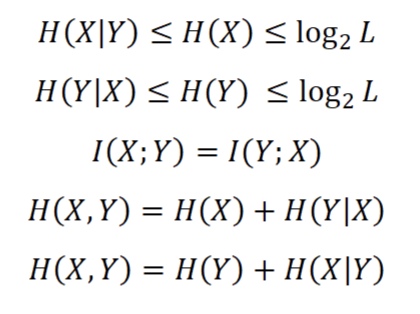 H(X|Y) ≤ H(X) ≤ log₂ L
H(Y|X) ≤ H(Y) ≤ log₂ L
I(X;Y) = I(Y;X)
H(X,Y) = H(X) + H(Y|X)
H(X,Y) = H(Y) + H(X|Y)